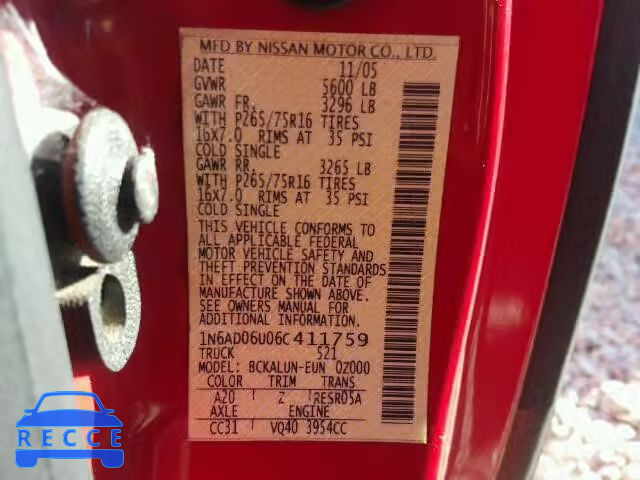 MFD BY NISSAN MOTOR CO., LTD.
DATE 11/05
GVWR 5600 LB
GAWR FR. 3296 LB
WITH P265/75R16 TIRES
16X7.0 RIMS AT 35 PSI
COLD SINGLE
GAWR RR. 3265 LB
WITH P265/75R16 TIRES
16X7.0 RIMS AT 35 PSI
COLD SINGLE
THIS VEHICLE CONFORMS TO
ALL APPLICABLE FEDERAL
MOTOR VEHICLE SAFETY AND
THEFT PREVENTION STANDARDS
IN EFFECT ON THE DATE OF
MANUFACTURE SHOWN ABOVE.
SEE OWNERS MANUAL FOR
ADDITIONAL INFORMATION.
1N6AD06U06C411759
TRUCK 521
MODEL: BCKALUN-EUN 0Z000
COLOR TRIM TRANS
A20 Z RE5R05A
AXLE ENGINE
CC31 VQ40 3954CC
RECCE